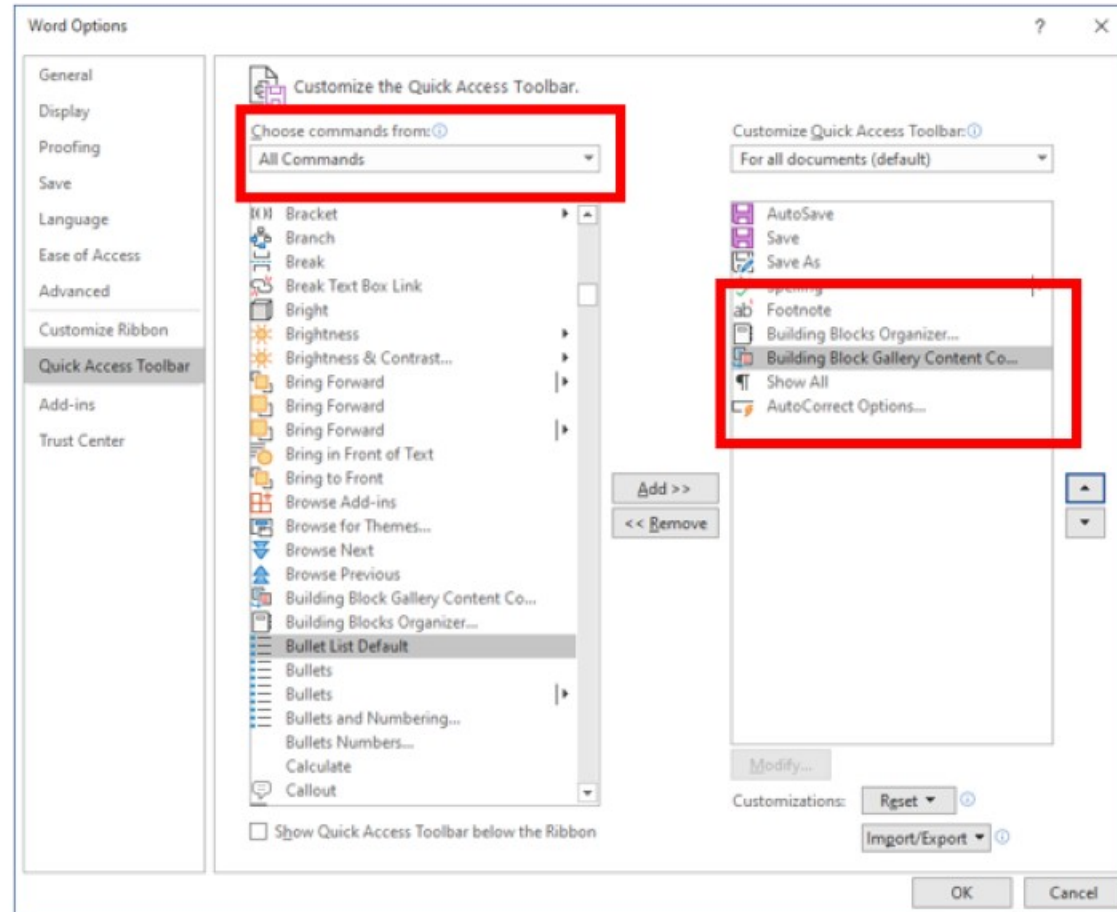 Word Options
?
General
Display
Proofing
Save
Language
Ease of Access
Advanced
Customize Ribbon
Quick Access Toolbar
Add-ins
Trust Center
Customize the Quick Access Toolbar.
Choose commands from:
All Commands
Bracket
Branch
Break
Break Text Box Link
Bright
Brightness
Brightness & Contrast...
Bring Forward
Bring Forward
Bring Forward
Bring in Front of Text
Bring to Front
Browse Add-ins
Browse for Themes...
Browse Next
Browse Previous
Building Block Gallery Content Co...
Building Blocks Organizer...
Bullet List Default
Bullets
Bullets
Bullets and Numbering...
Bullets Numbers...
Calculate
Callout
Show Quick Access Toolbar below the Ribbon
Add >>
<< Remove
Customize Quick Access Toolbar:
For all documents (default)
AutoSave
Save
Save As
Spelling
Footnote
Building Blocks Organizer...
Building Block Gallery Content Co...
Show All
AutoCorrect Options...
Modify...
Customizations:
Reset
Import/Export
OK
Cancel